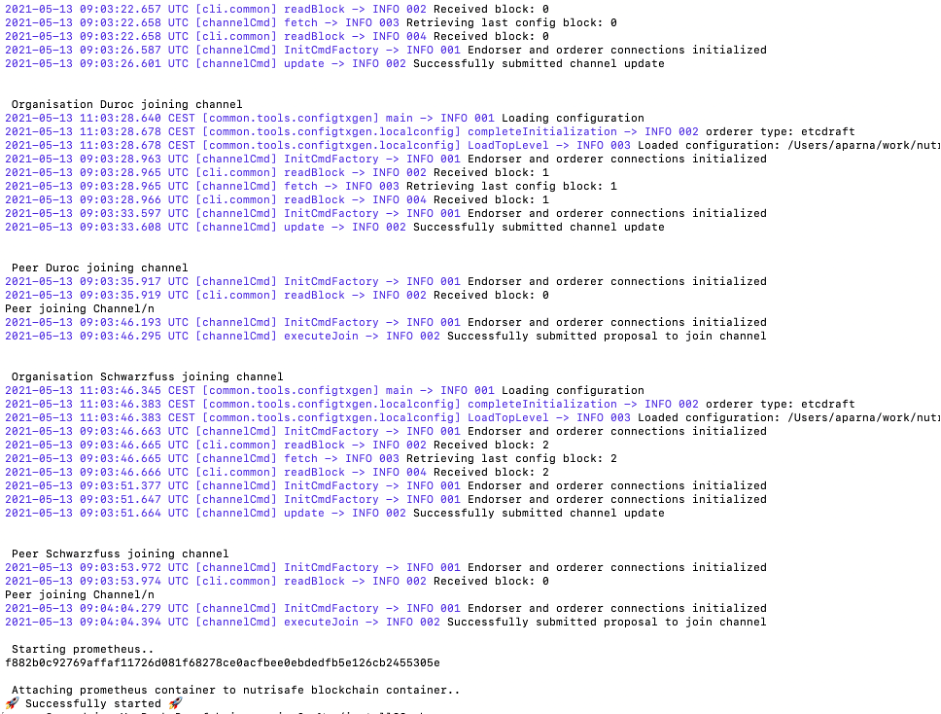 2021-05-13 09:03:22.657 UTC [cli.common] readBlock -> INFO 002 Received block: 0
2021-05-13 09:03:22.658 UTC [channelCmd] fetch -> INFO 003 Retrieving last config block: 0
2021-05-13 09:03:22.658 UTC [cli.common] readBlock -> INFO 004 Received block: 0
2021-05-13 09:03:26.587 UTC [channelCmd] InitCmdFactory -> INFO 001 Endorser and orderer connections initialized
2021-05-13 09:03:26.601 UTC [channelCmd] update -> INFO 002 Successfully submitted channel update
Organisation Duroc joining channel
2021-05-13 11:03:28.640 CEST [common.tools.configtxgen] main -> INFO 001 Loading configuration
2021-05-13 11:03:28.678 CEST [common.tools.configtxgen.localconfig] completeInitialization -> INFO 002 orderer type: etcdraft
2021-05-13 11:03:28.678 CEST [common.tools.configtxgen.localconfig] LoadTopLevel -> INFO 003 Loaded configuration: /Users/aparna/work/nutr
2021-05-13 09:03:28.963 UTC [channelCmd] InitCmdFactory -> INFO 001 Endorser and orderer connections initialized
2021-05-13 09:03:28.965 UTC [cli.common] readBlock -> INFO 002 Received block: 1
2021-05-13 09:03:28.965 UTC [channelCmd] fetch -> INFO 003 Retrieving last config block: 1
2021-05-13 09:03:28.966 UTC [cli.common] readBlock -> INFO 004 Received block: 1
2021-05-13 09:03:33.597 UTC [channelCmd] InitCmdFactory -> INFO 001 Endorser and orderer connections initialized
2021-05-13 09:03:33.608 UTC [channelCmd] update -> INFO 002 Successfully submitted channel update
Peer Duroc joining channel
2021-05-13 09:03:35.917 UTC [channelCmd] InitCmdFactory -> INFO 001 Endorser and orderer connections initialized
2021-05-13 09:03:35.919 UTC [cli.common] readBlock -> INFO 002 Received block: 0
Peer joining Channel/n
2021-05-13 09:03:46.193 UTC [channelCmd] InitCmdFactory -> INFO 001 Endorser and orderer connections initialized
2021-05-13 09:03:46.295 UTC [channelCmd] executeJoin -> INFO 002 Successfully submitted proposal to join channel
Organisation Schwarzfuss joining channel
2021-05-13 11:03:46.345 CEST [common.tools.configtxgen] main -> INFO 001 Loading configuration
2021-05-13 11:03:46.383 CEST [common.tools.configtxgen.localconfig] completeInitialization -> INFO 002 orderer type: etcdraft
2021-05-13 11:03:46.383 CEST [common.tools.configtxgen.localconfig] LoadTopLevel -> INFO 003 Loaded configuration: /Users/aparna/work/nutr
2021-05-13 09:03:46.663 UTC [channelCmd] InitCmdFactory -> INFO 001 Endorser and orderer connections initialized
2021-05-13 09:03:46.665 UTC [cli.common] readBlock -> INFO 002 Received block: 2
2021-05-13 09:03:46.665 UTC [channelCmd] fetch -> INFO 003 Retrieving last config block: 2
2021-05-13 09:03:46.666 UTC [cli.common] readBlock -> INFO 004 Received block: 2
2021-05-13 09:03:51.377 UTC [channelCmd] InitCmdFactory -> INFO 001 Endorser and orderer connections initialized
2021-05-13 09:03:51.647 UTC [channelCmd] InitCmdFactory -> INFO 001 Endorser and orderer connections initialized
2021-05-13 09:03:51.664 UTC [channelCmd] update -> INFO 002 Successfully submitted channel update
Peer Schwarzfuss joining channel
2021-05-13 09:03:53.972 UTC [channelCmd] InitCmdFactory -> INFO 001 Endorser and orderer connections initialized
2021-05-13 09:03:53.974 UTC [cli.common] readBlock -> INFO 002 Received block: 0
Peer joining Channel/n
2021-05-13 09:04:04.279 UTC [channelCmd] InitCmdFactory -> INFO 001 Endorser and orderer connections initialized
2021-05-13 09:04:04.394 UTC [channelCmd] executeJoin -> INFO 002 Successfully submitted proposal to join channel
Starting prometheus..
f882b0c92769affaf11726d081f68278ce0acfbee0ebdedfb5e126cb2455305e
Attaching prometheus container to nutrisafe blockchain container..
🚀 Successfully started 🚀